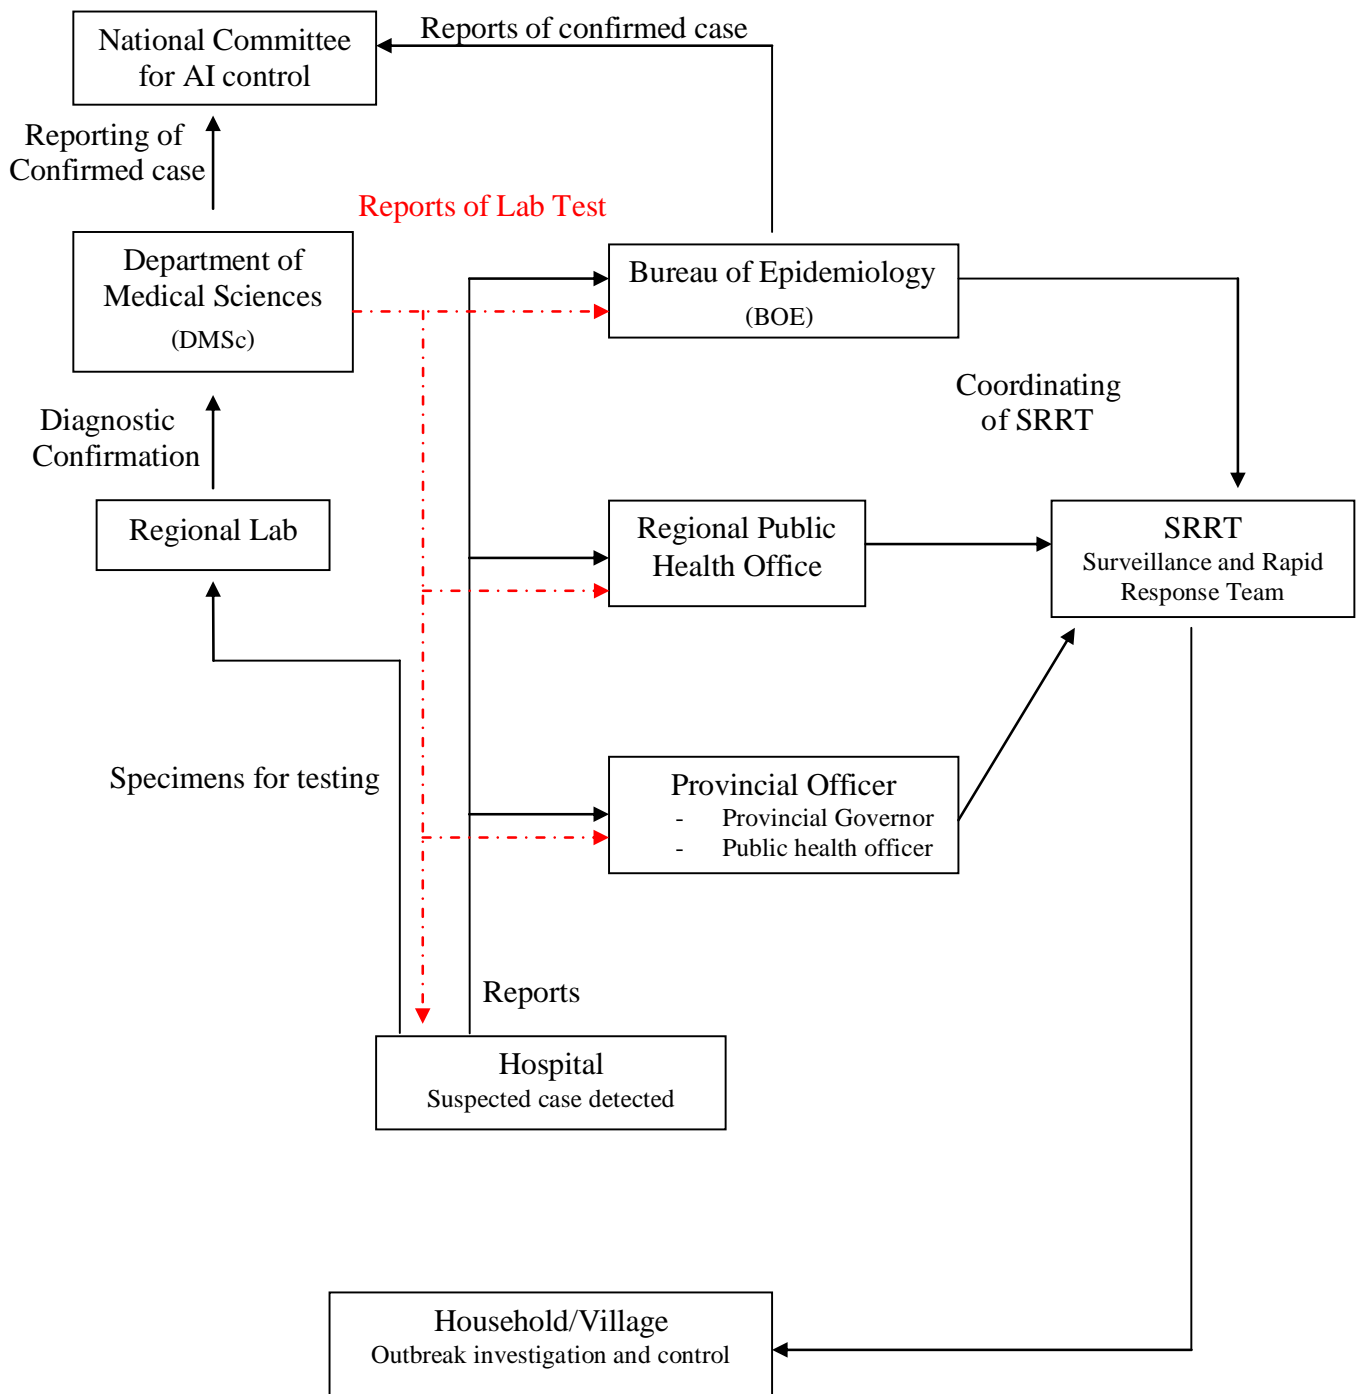 National Committee
for AI control
Reports of confirmed case
Reporting of
Confirmed case
Reports of Lab Test
Department of
Medical Sciences
(DMSc)
Bureau of Epidemiology
(BOE)
Coordinating
of SRRT
Diagnostic
Confirmation
Regional Lab
Regional Public
Health Office
SRRT
Surveillance and Rapid
Response Team
Specimens for testing
Provincial Officer
- Provincial Governor
- Public health officer
Reports
Hospital
Suspected case detected
Household/Village
Outbreak investigation and control